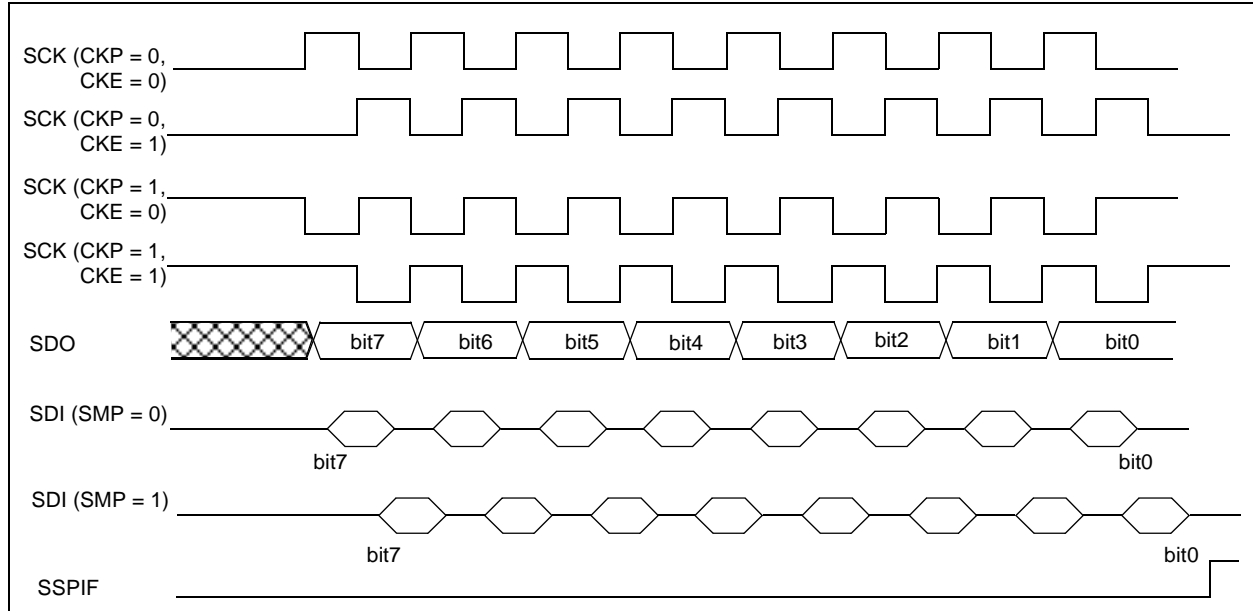 SCK (CKP = 0,
CKE = 0)
SCK (CKP = 0,
CKE = 1)
SCK (CKP = 1,
CKE = 0)
SCK (CKP = 1,
CKE = 1)
SDO bit7 bit6 bit5 bit4 bit3 bit2 bit1 bit0
SDI (SMP = 0)
bit7 bit0
SDI (SMP = 1)
bit7 bit0
SSPIF